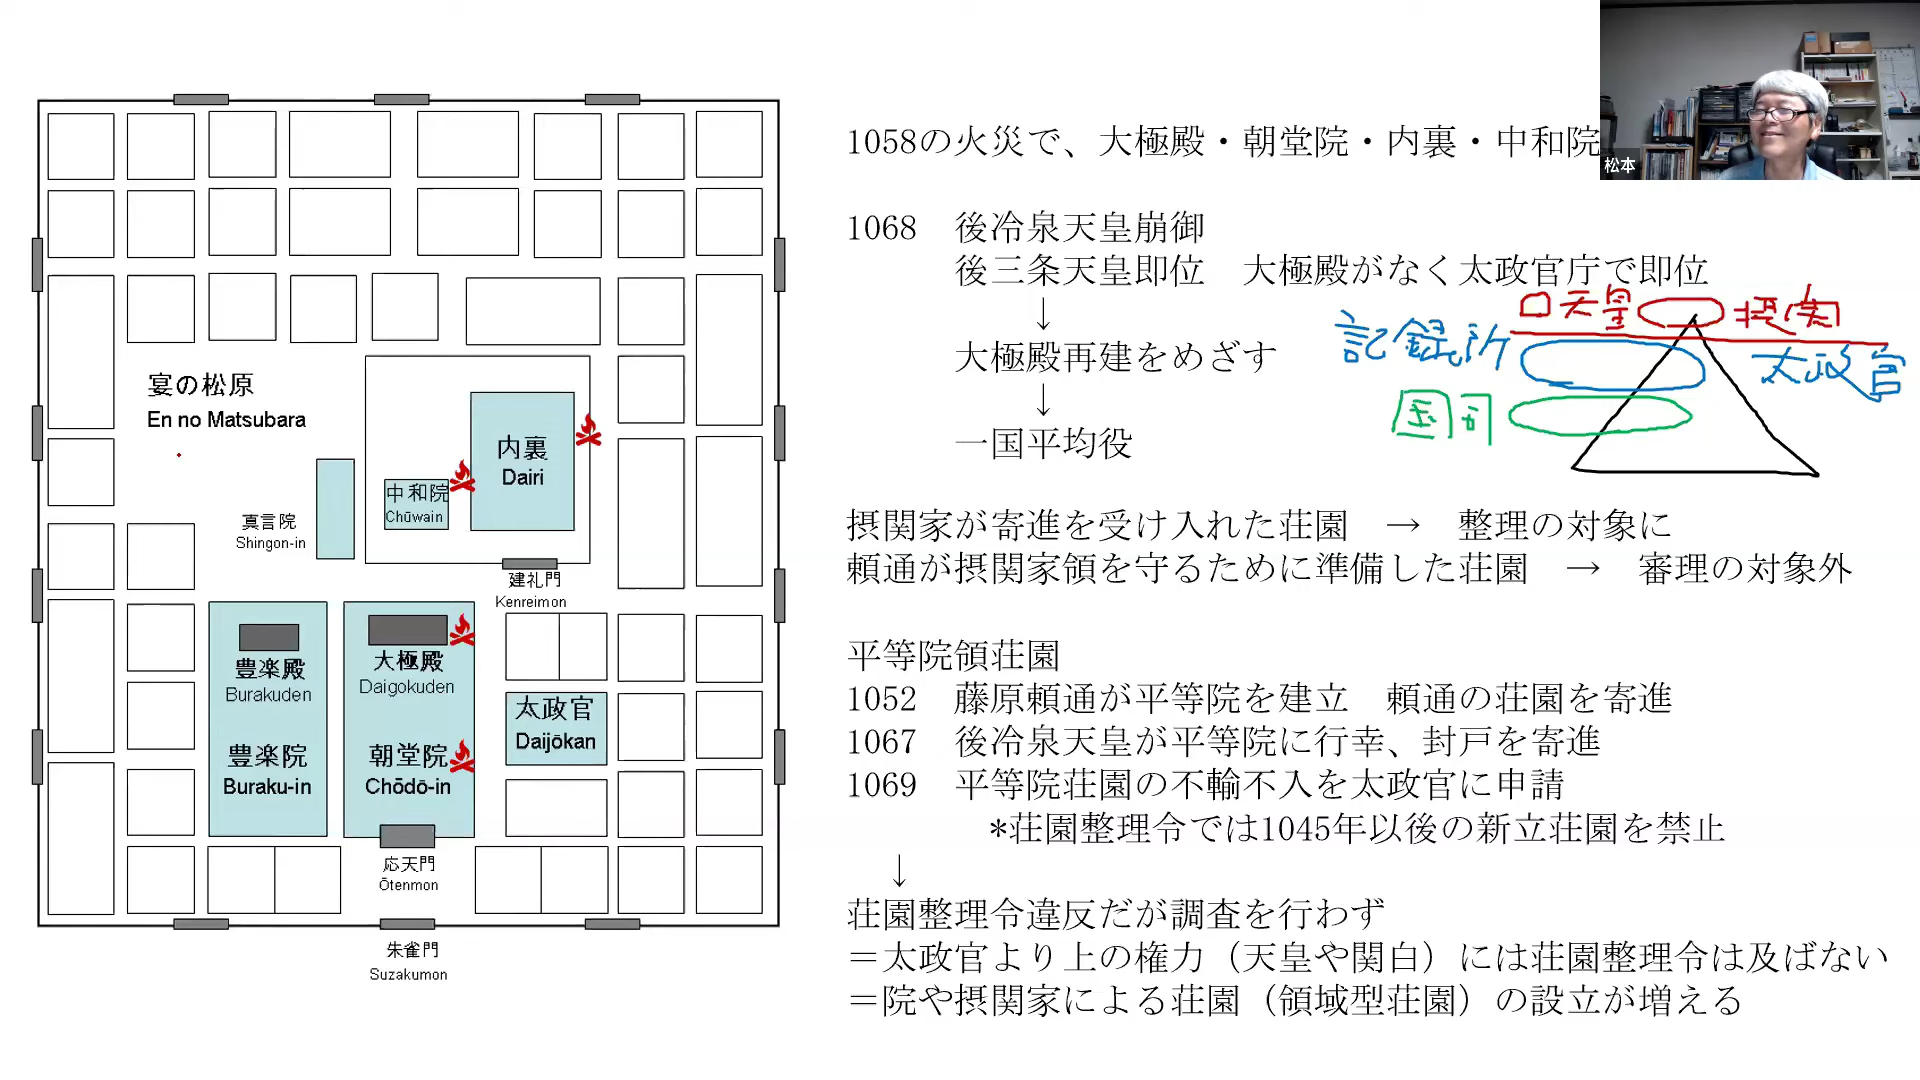 1058の火災で、大極殿・朝堂院・内裏・中和院
松本
1068　後冷泉天皇崩御
後三条天皇即位　大極殿がなく太政官庁で即位
↓
大極殿再建をめざす
↓
一国平均役
天皇
摂関
記録所
太政官
国司
摂関家が寄進を受け入れた荘園　→　整理の対象に
頼通が摂関家領を守るために準備した荘園　→　審理の対象外
平等院領荘園
1052　藤原頼通が平等院を建立　頼通の荘園を寄進
1067　後冷泉天皇が平等院に行幸、封戸を寄進
1069　平等院荘園の不輸不入を太政官に申請
*荘園整理令では1045年以後の新立荘園を禁止
↓
荘園整理令違反だが調査を行わず
＝太政官より上の権力（天皇や関白）には荘園整理令は及ばない
＝院や摂関家による荘園（領域型荘園）の設立が増える
宴の松原
En no Matsubara
内裏
Dairi
中和院
Chūwain
真言院
Shingon-in
建礼門
Kenreimon
豊楽殿
Burakuden
大極殿
Daigokuden
太政官
Daijōkan
豊楽院
Buraku-in
朝堂院
Chōdō-in
応天門
Ōtenmon
朱雀門
Suzakumon